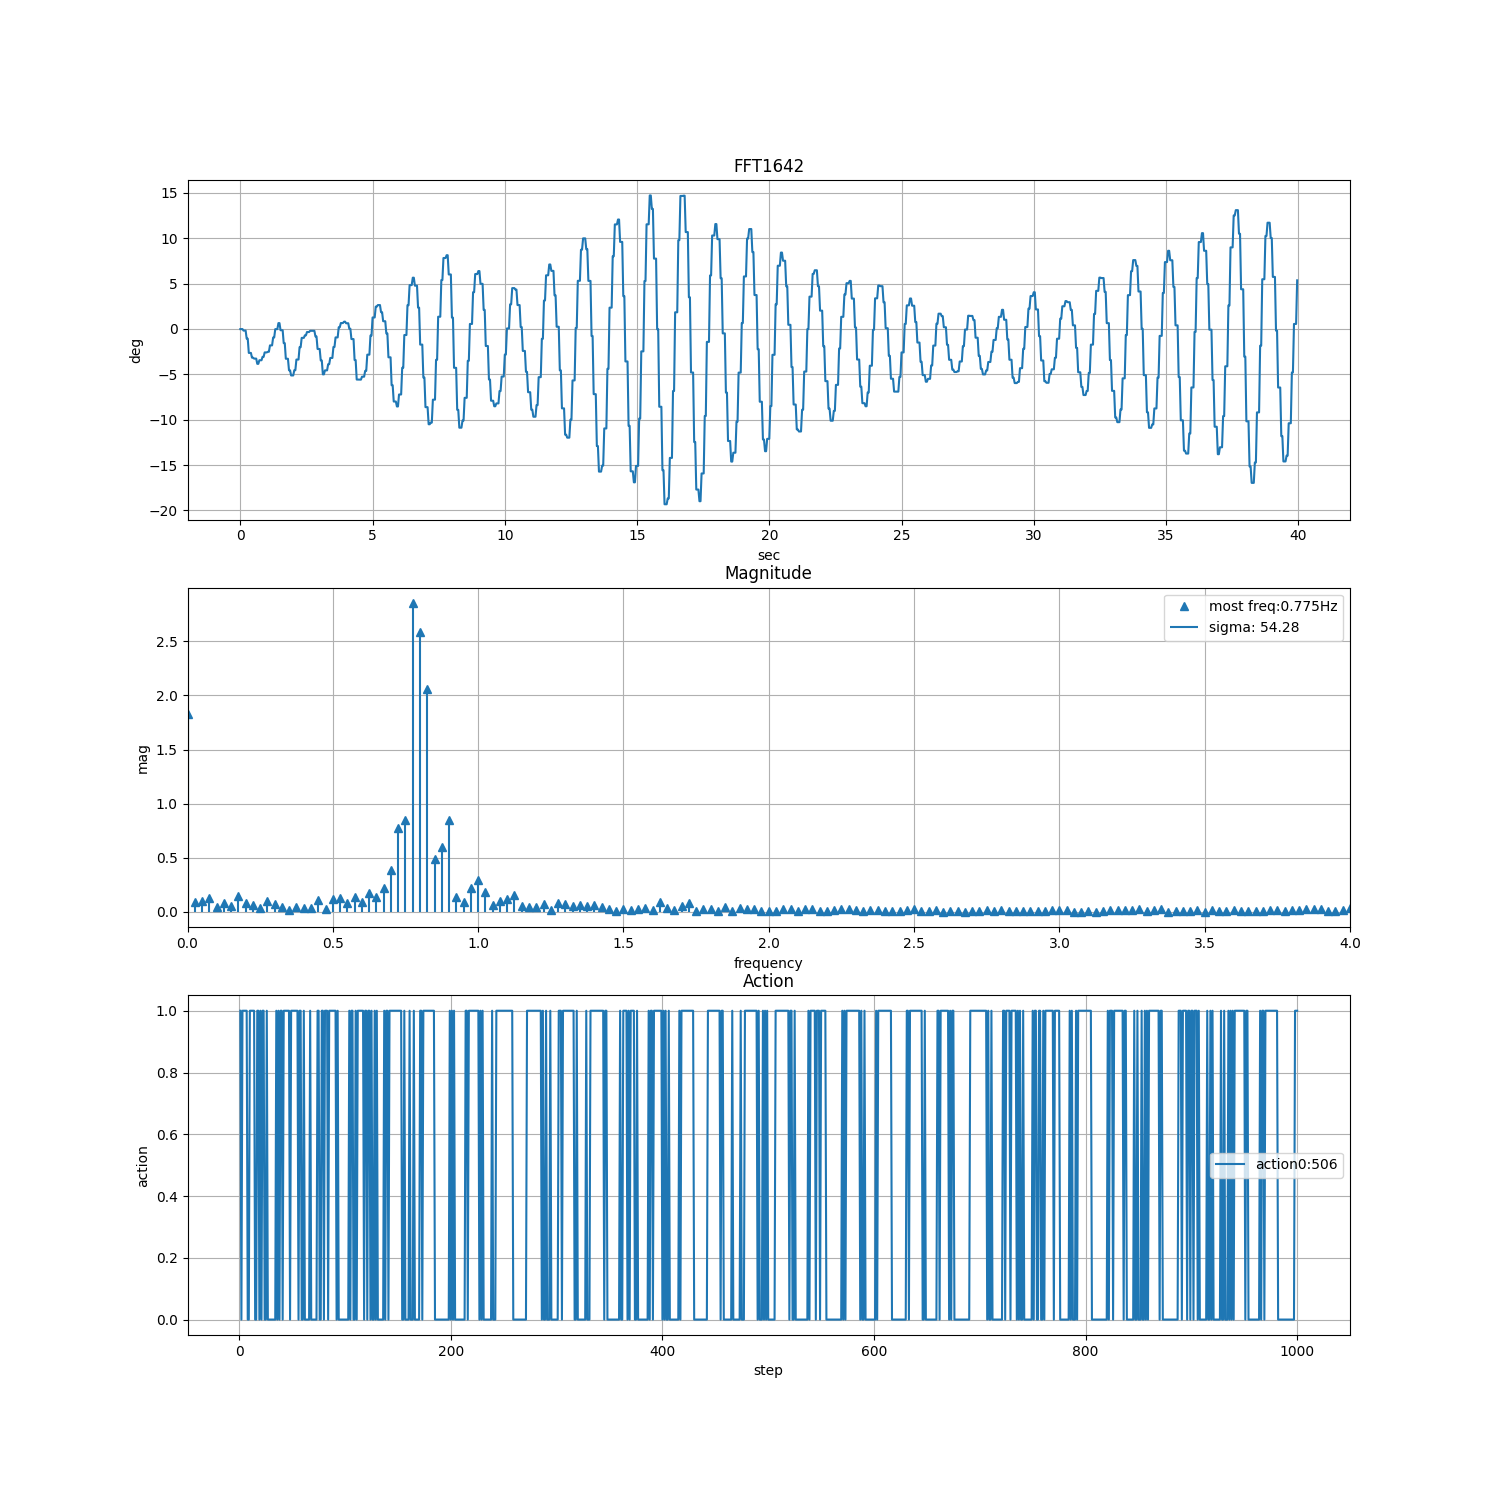 FFT1642
15
10
5
0
−5
−10
−15
−20
deg
0 5 10 15 20 25 30 35 40
sec
Magnitude
most freq:0.775Hz
sigma: 54.28
2.5
2.0
1.5
1.0
0.5
0.0
mag
0.0 0.5 1.0 1.5 2.0 2.5 3.0 3.5 4.0
frequency
Action
1.0
0.8
0.6
0.4
0.2
0.0
action
action0:506
0 200 400 600 800 1000
step